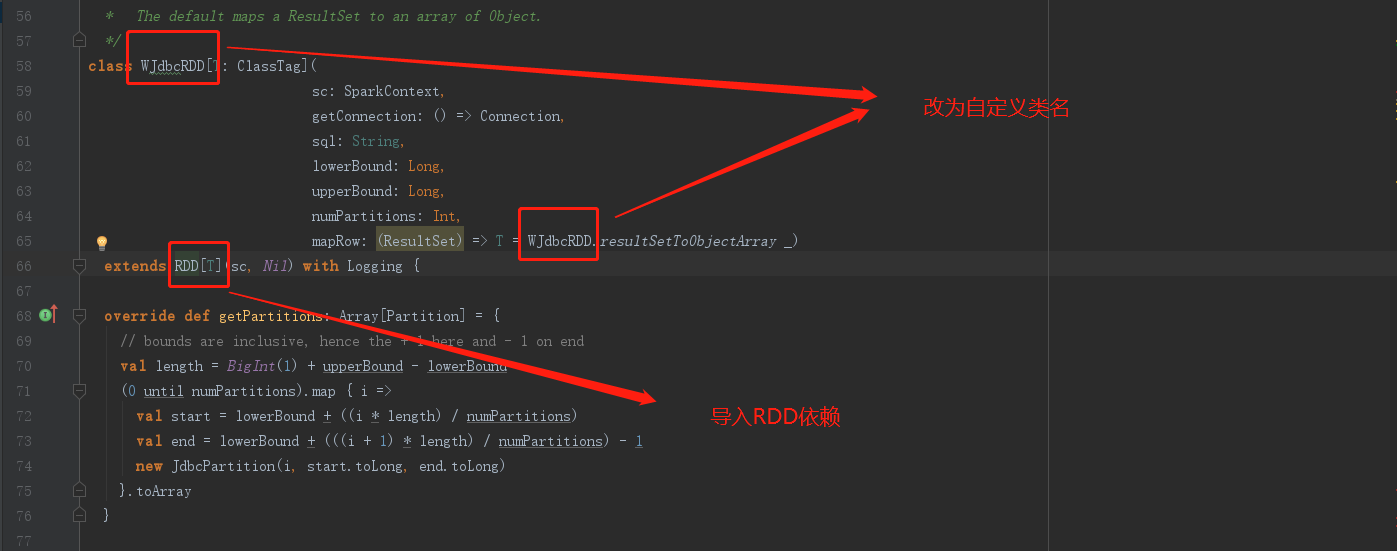 56 * The default maps a ResultSet to an array of Object.
57 */
58 class WJdbcRDD[T: ClassTag](
59 sc: SparkContext,
60 getConnection: () => Connection,
改为自定义类名
61 sql: String,
62 lowerBound: Long,
63 upperBound: Long,
64 numPartitions: Int,
65 mapRow: (ResultSet) => T = WJdbcRDD.resultSetToObjectArray _)
66 extends RDD[T](sc, Nil) with Logging {
67
68 override def getPartitions: Array[Partition] = {
69 // bounds are inclusive, hence the + 1 here and - 1 on end
70 val length = BigInt(1) + upperBound - lowerBound
71 (0 until numPartitions).map { i =>
72 val start = lowerBound + ((i * length) / numPartitions)
导入RDD依赖
73 val end = lowerBound + (((i + 1) * length) / numPartitions) - 1
74 new JdbcPartition(i, start.toLong, end.toLong)
75 }.toArray
76 }
77